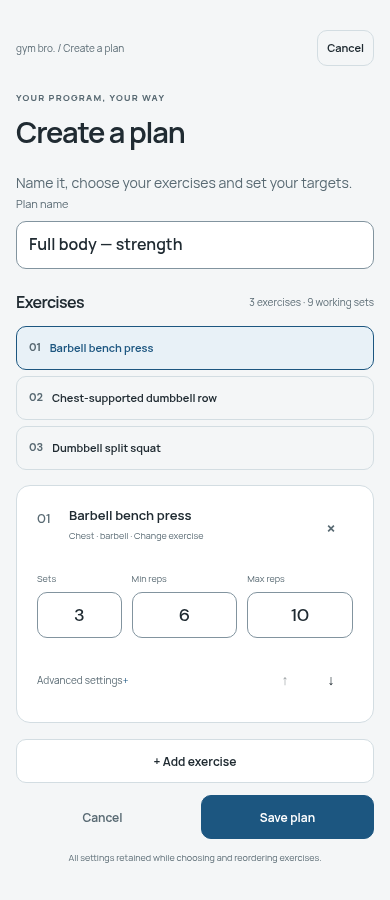 gym bro. / Create a plan
Cancel
YOUR PROGRAM, YOUR WAY
Create a plan
Name it, choose your exercises and set your targets.
Plan name
Full body — strength
Exercises
3 exercises · 9 working sets
01 Barbell bench press
02 Chest-supported dumbbell row
03 Dumbbell split squat
01 Barbell bench press
×
Chest · barbell · Change exercise
Sets Min reps Max reps
3 6 10
Advanced settings+ ↑ ↓
+ Add exercise
Cancel Save plan
All settings retained while choosing and reordering exercises.